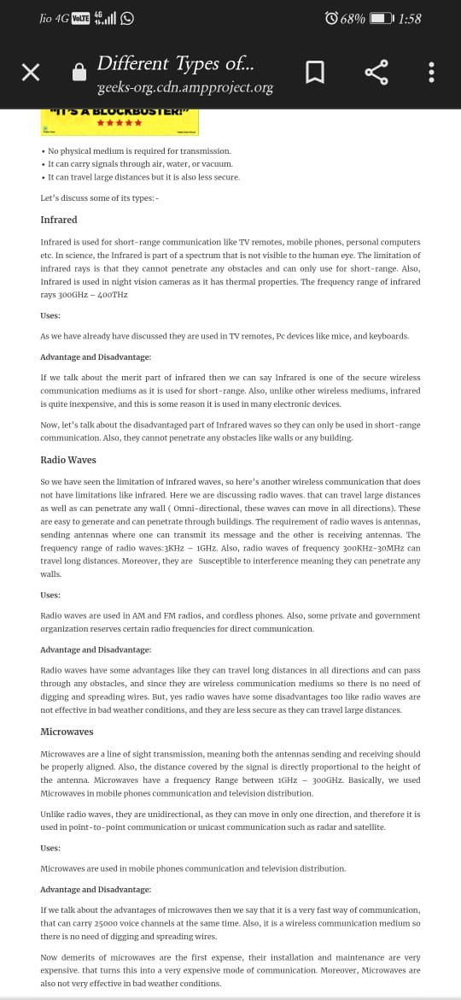 Jio 4G VoLTE 4G 68% 1:58
Different Types of...
geeks-org.cdn.ampproject.org
"IT'S A BLOCKBUSTER!"
• No physical medium is required for transmission.
• It can carry signals through air, water, or vacuum.
• It can travel large distances but it is also less secure.
Let's discuss some of its types:-
Infrared
Infrared is used for short-range communication like TV remotes, mobile phones, personal computers
etc. In science, the Infrared is part of a spectrum that is not visible to the human eye. The limitation of
infrared rays is that they cannot penetrate any obstacles and can only use for short-range. Also,
Infrared is used in night vision cameras as it has thermal properties. The frequency range of infrared
rays 300GHz – 400THz
Uses:
As we have already have discussed they are used in TV remotes, Pc devices like mice, and keyboards.
Advantage and Disadvantage:
If we talk about the merit part of infrared then we can say Infrared is one of the secure wireless
communication mediums as it is used for short-range. Also, unlike other wireless mediums, infrared
is quite inexpensive, and this is some reason it is used in many electronic devices.
Now, let's talk about the disadvantaged part of Infrared waves so they can only be used in short-range
communication. Also, they cannot penetrate any obstacles like walls or any building.
Radio Waves
So we have seen the limitation of infrared waves, so here's another wireless communication that does
not have limitations like infrared. Here we are discussing radio waves. that can travel large distances
as well as can penetrate any wall ( Omni-directional, these waves can move in all directions). These
are easy to generate and can penetrate through buildings. The requirement of radio waves is antennas,
sending antennas where one can transmit its message and the other is receiving antennas. The
frequency range of radio waves:3KHz – 1GHz. Also, radio waves of frequency 300KHz-30MHz can
travel long distances. Moreover, they are Susceptible to interference meaning they can penetrate any
walls.
Uses:
Radio waves are used in AM and FM radios, and cordless phones. Also, some private and government
organization reserves certain radio frequencies for direct communication.
Advantage and Disadvantage:
Radio waves have some advantages like they can travel long distances in all directions and can pass
through any obstacles, and since they are wireless communication mediums so there is no need of
digging and spreading wires. But, yes radio waves have some disadvantages too like radio waves are
not effective in bad weather conditions, and they are less secure as they can travel large distances.
Microwaves
Microwaves are a line of sight transmission, meaning both the antennas sending and receiving should
be properly aligned. Also, the distance covered by the signal is directly proportional to the height of
the antenna. Microwaves have a frequency Range between 1GHz – 300GHz. Basically, we used
Microwaves in mobile phones communication and television distribution.
Unlike radio waves, they are unidirectional, as they can move in only one direction, and therefore it is
used in point-to-point communication or unicast communication such as radar and satellite.
Uses:
Microwaves are used in mobile phones communication and television distribution.
Advantage and Disadvantage:
If we talk about the advantages of microwaves then we say that it is a very fast way of communication,
that can carry 25000 voice channels at the same time. Also, it is a wireless communication medium so
there is no need of digging and spreading wires.
Now demerits of microwaves are the first expense, their installation and maintenance are very
expensive. that turns this into a very expensive mode of communication. Moreover, Microwaves are
also not very effective in bad weather conditions.